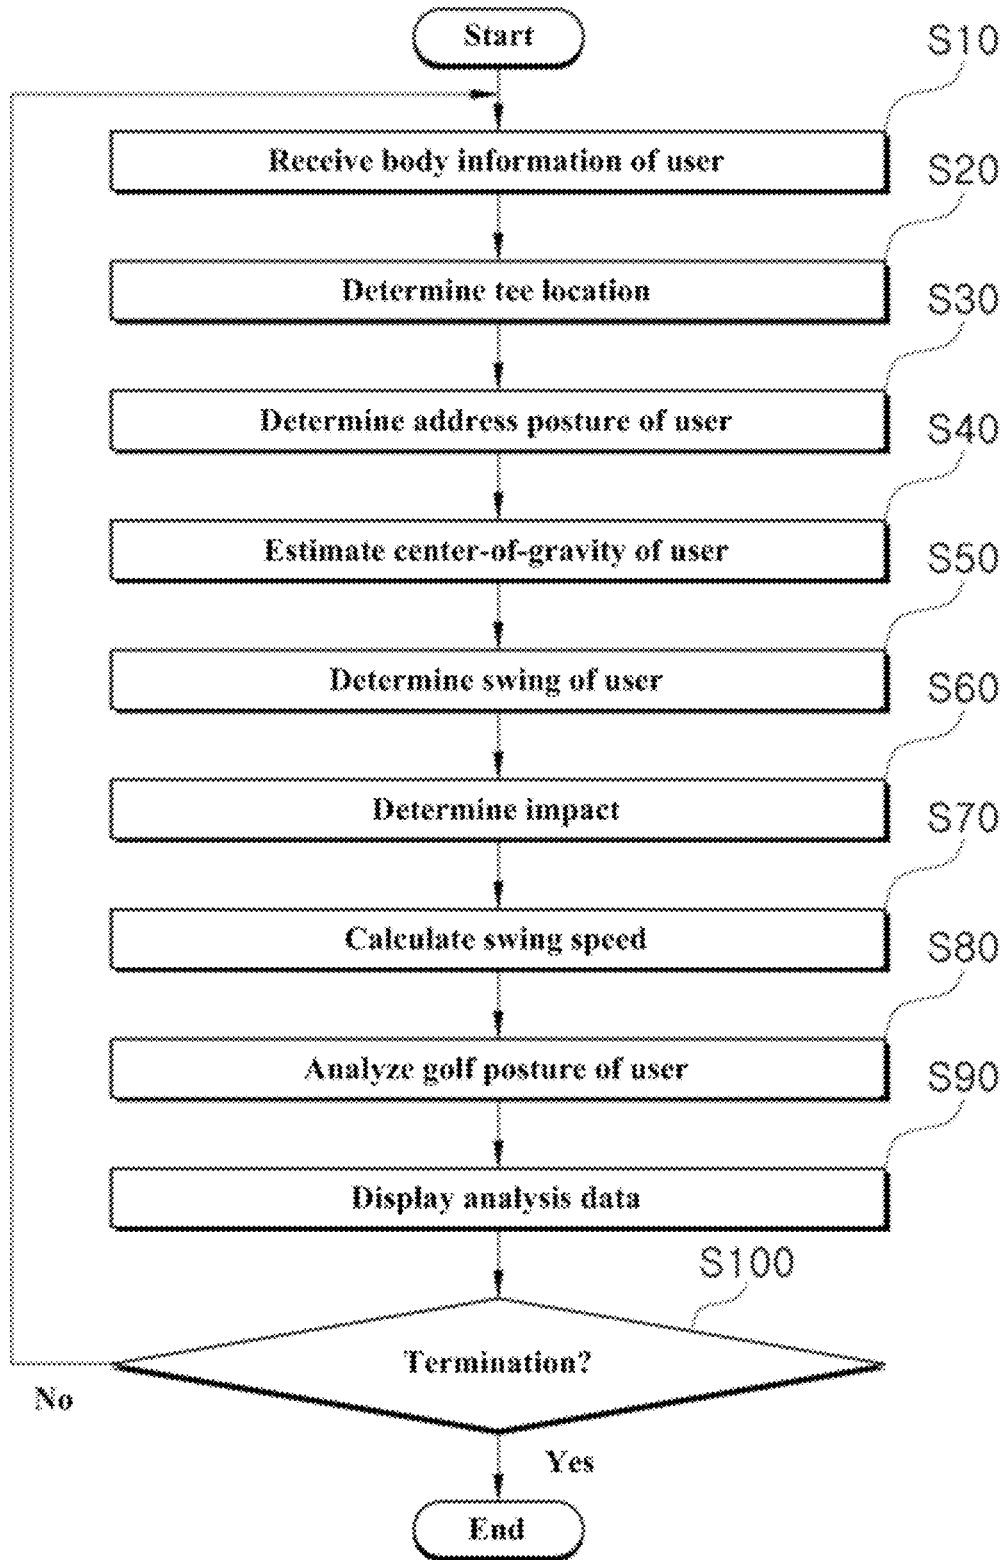 Start
S10
Receive body information of user
S20
Determine tee location
S30
Determine address posture of user
S40
Estimate center-of-gravity of user
S50
Determine swing of user
S60
Determine impact
S70
Calculate swing speed
S80
Analyze golf posture of user
S90
Display analysis data
S100
Termination?
No
Yes
End